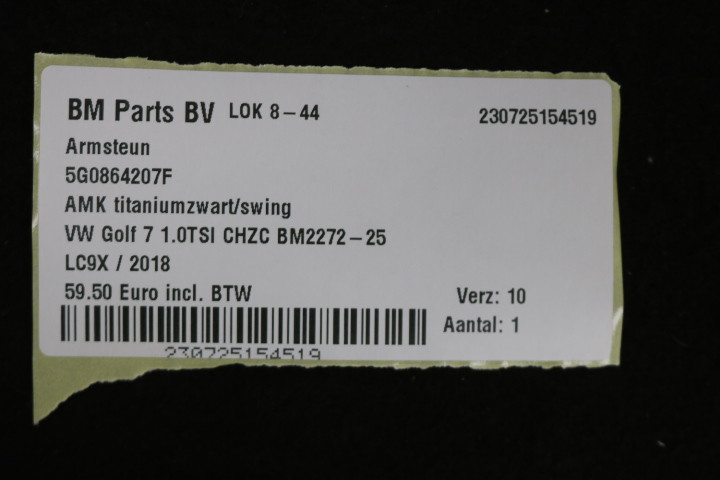 BM Parts BV LOK 8-44 230725154519
Armsteun
5G0864207F
AMK titaniumzwart/swing
VW Golf 7 1.0TSI CHZC BM2272-25
LC9X / 2018
59.50 Euro incl. BTW Verz: 10
Aantal: 1
230725154519